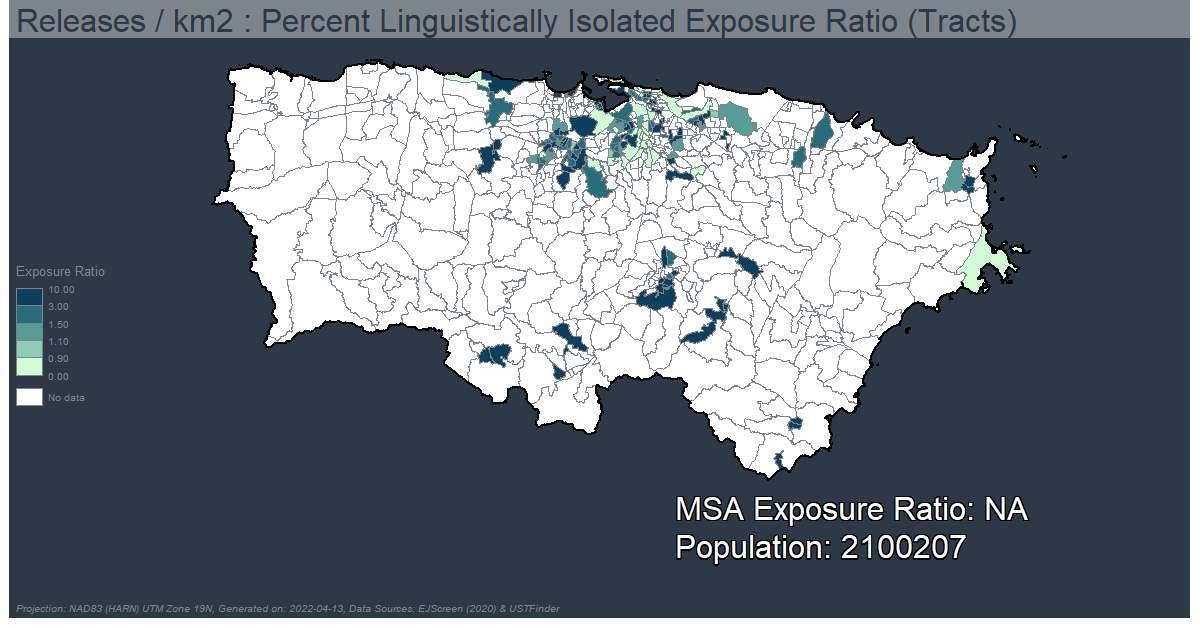 Releases / km2 : Percent Linguistically Isolated Exposure Ratio (Tracts)
Exposure Ratio
10.00
3.00
1.50
1.10
0.90
0.00
No data
MSA Exposure Ratio: NA
Population: 2100207
Projection: NAD83 (HARN) UTM Zone 19N, Generated on: 2022-04-13, Data Sources: EJScreen (2020) & USTFinder